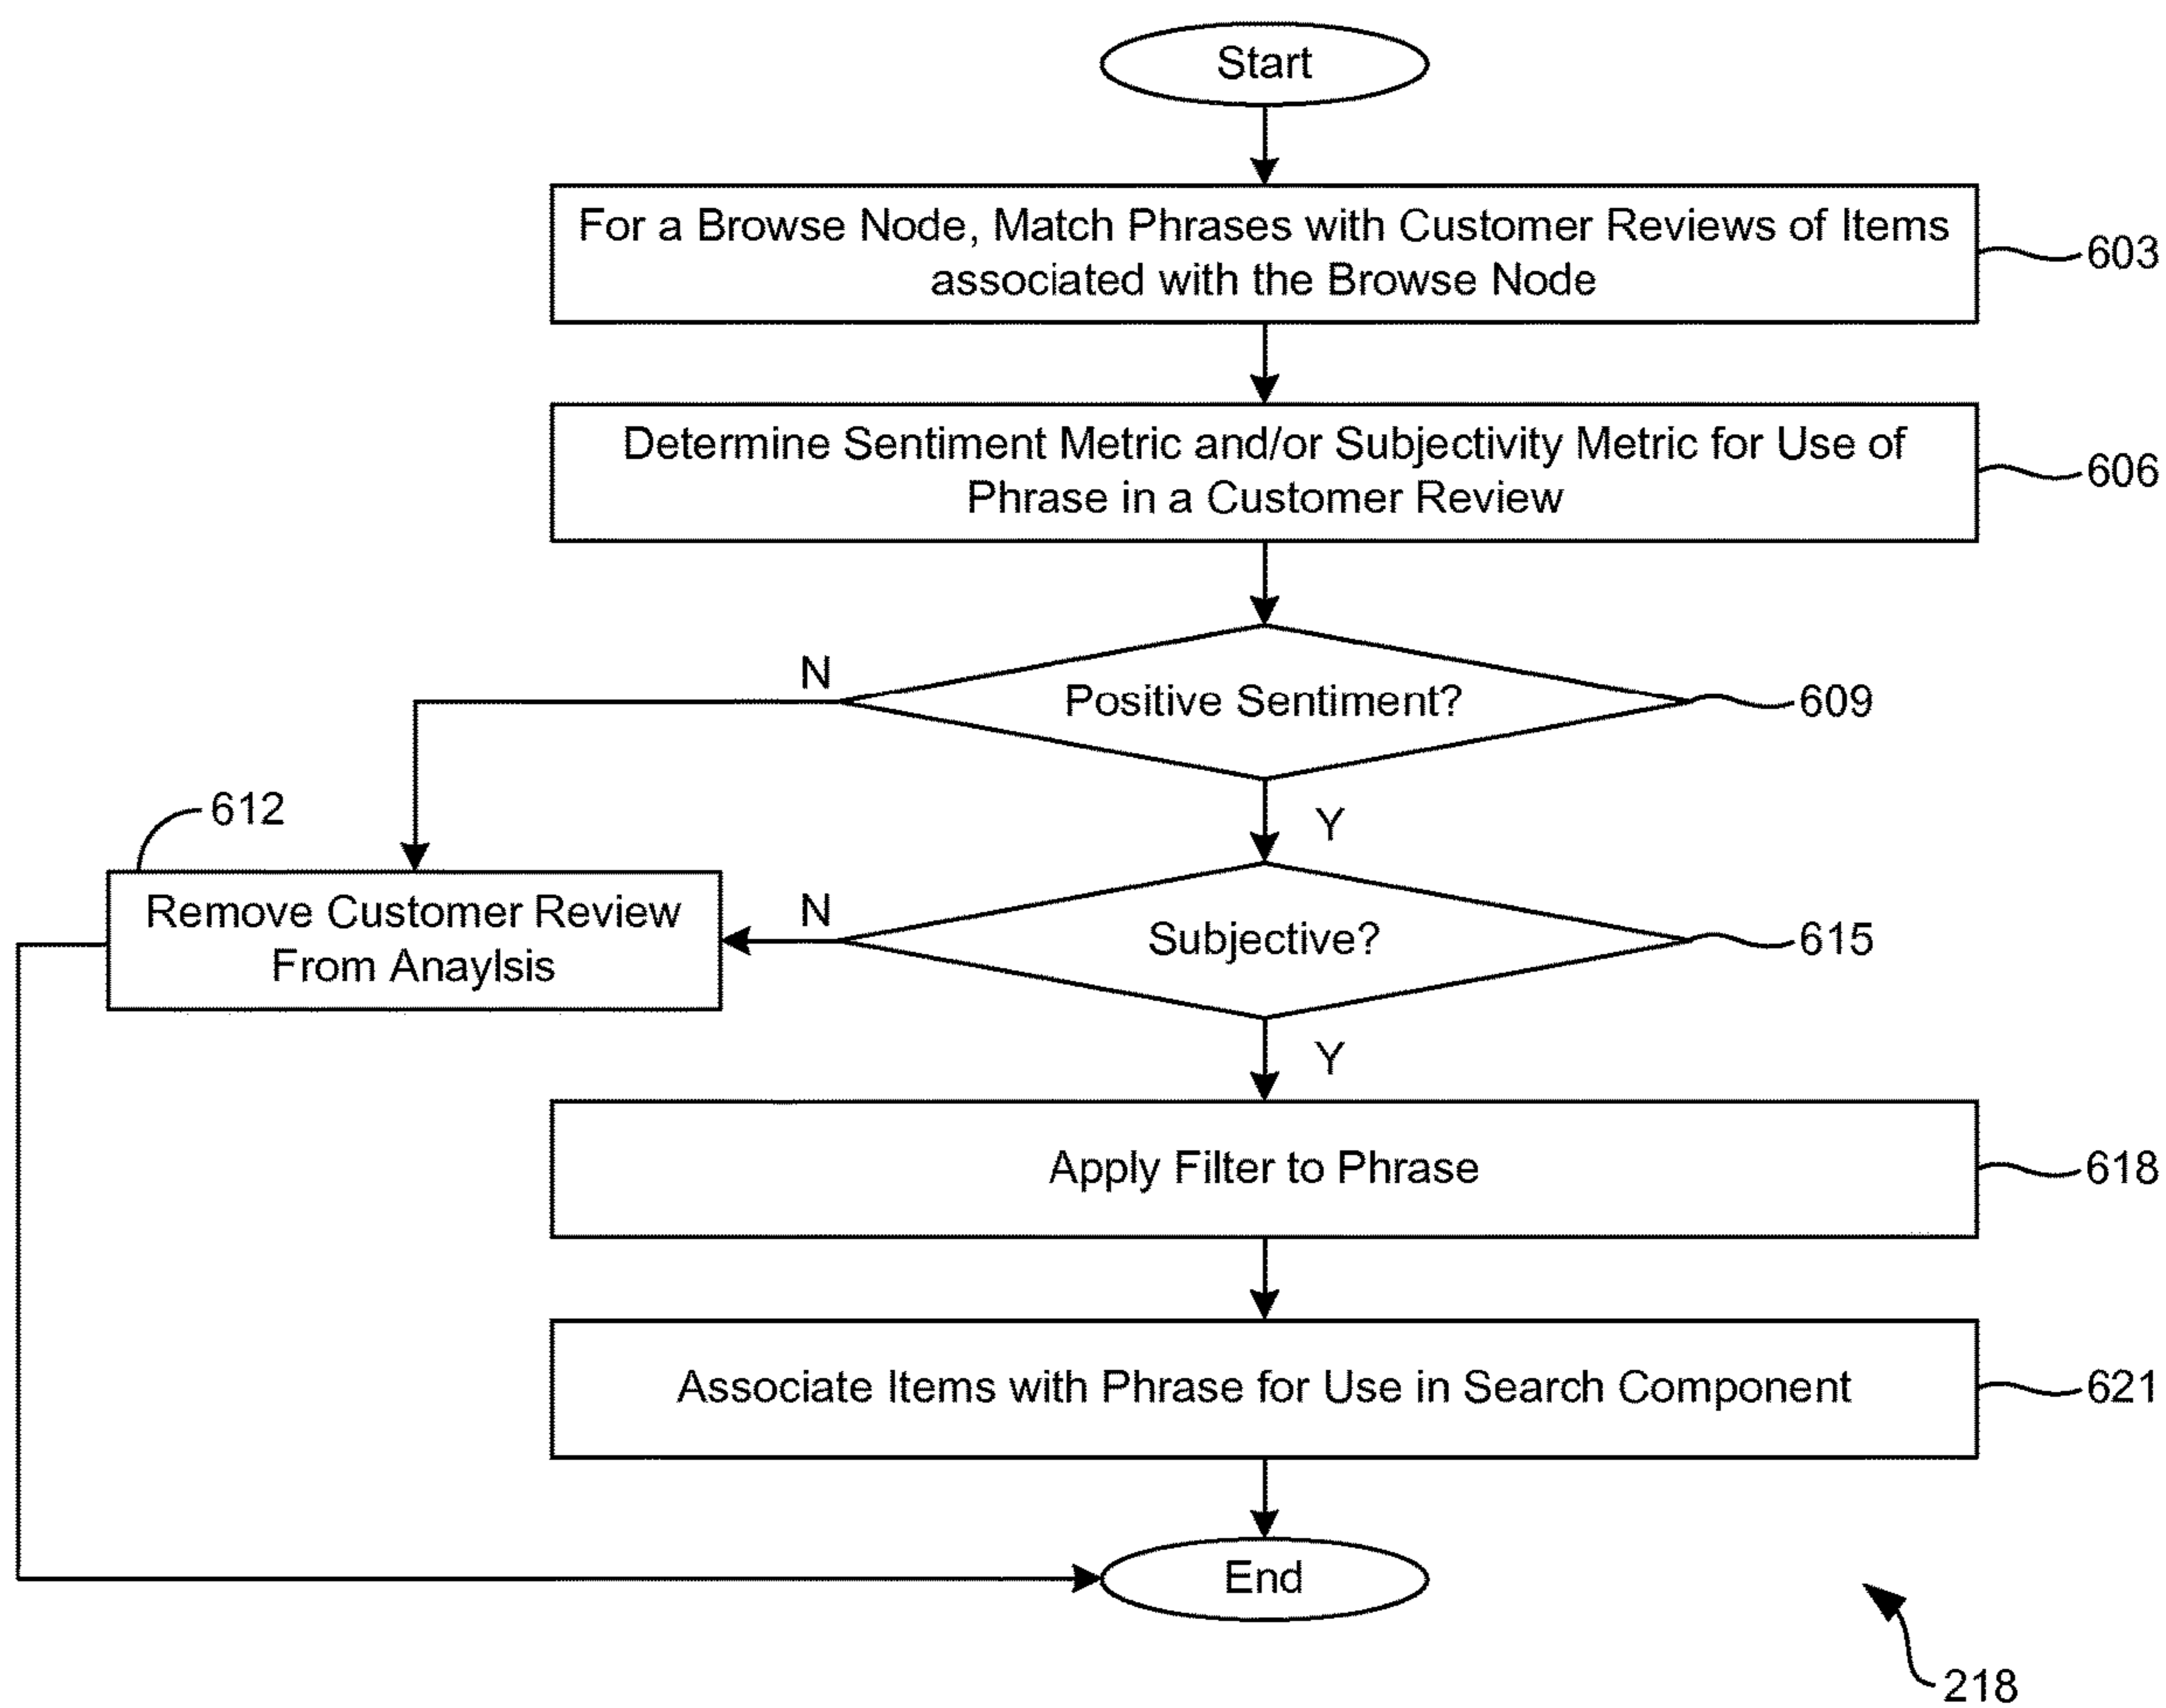 Start
For a Browse Node, Match Phrases with Customer Reviews of Items
associated with the Browse Node
603
Determine Sentiment Metric and/or Subjectivity Metric for Use of
Phrase in a Customer Review
606
N
Positive Sentiment?
609
612
Y
Remove Customer Review
From Anaylsis
N
Subjective?
615
Y
Apply Filter to Phrase
618
Associate Items with Phrase for Use in Search Component
621
End
218